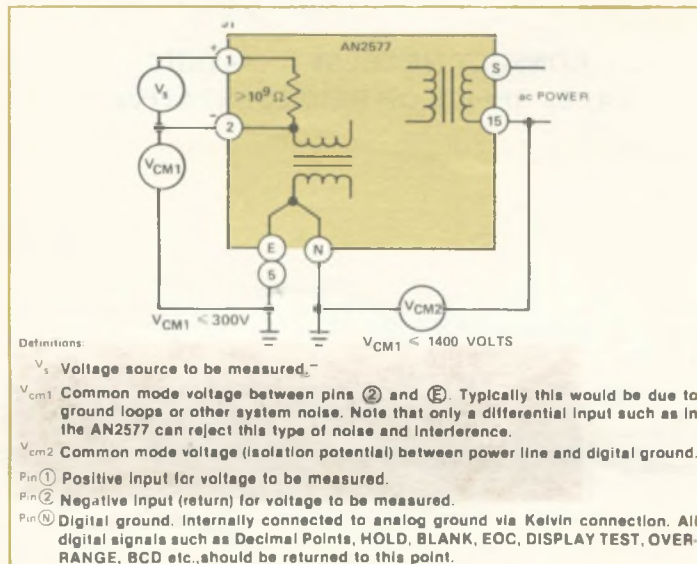 J1
AN2577
+
1
S
Vs
>10⁹ Ω
ac POWER
−
2
15
VCM1
E
N
5
VCM2
VCM1 ≤ 300V
VCM1 ≤ 1400 VOLTS
Definitions:
Vs Voltage source to be measured.
Vcm1 Common mode voltage between pins ② and Ⓔ. Typically this would be due to
ground loops or other system noise. Note that only a differential input such as in
the AN2577 can reject this type of noise and interference.
Vcm2 Common mode voltage (isolation potential) between power line and digital ground.
Pin ① Positive input for voltage to be measured.
Pin ② Negative input (return) for voltage to be measured.
Pin Ⓝ Digital ground. Internally connected to analog ground via Kelvin connection. All
digital signals such as Decimal Points, HOLD, BLANK, EOC, DISPLAY TEST, OVER-
RANGE, BCD etc., should be returned to this point.